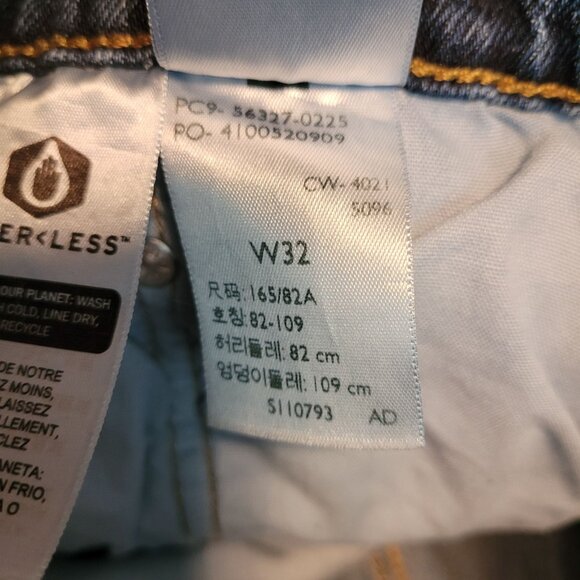 ER<LESS™
OUR PLANET: WASH
COLD, LINE DRY,
RECYCLE
DE NOTRE
MOINS,
LAISSEZ
ANETA:
FRIO,
PC9- 56327-0225
PO- 4100520909
CW- 4021
5096
W32
尺码: 165/82A
호칭: 82-109
허리둘레: 82 cm
엉덩이둘레: 109 cm
S110793 AD